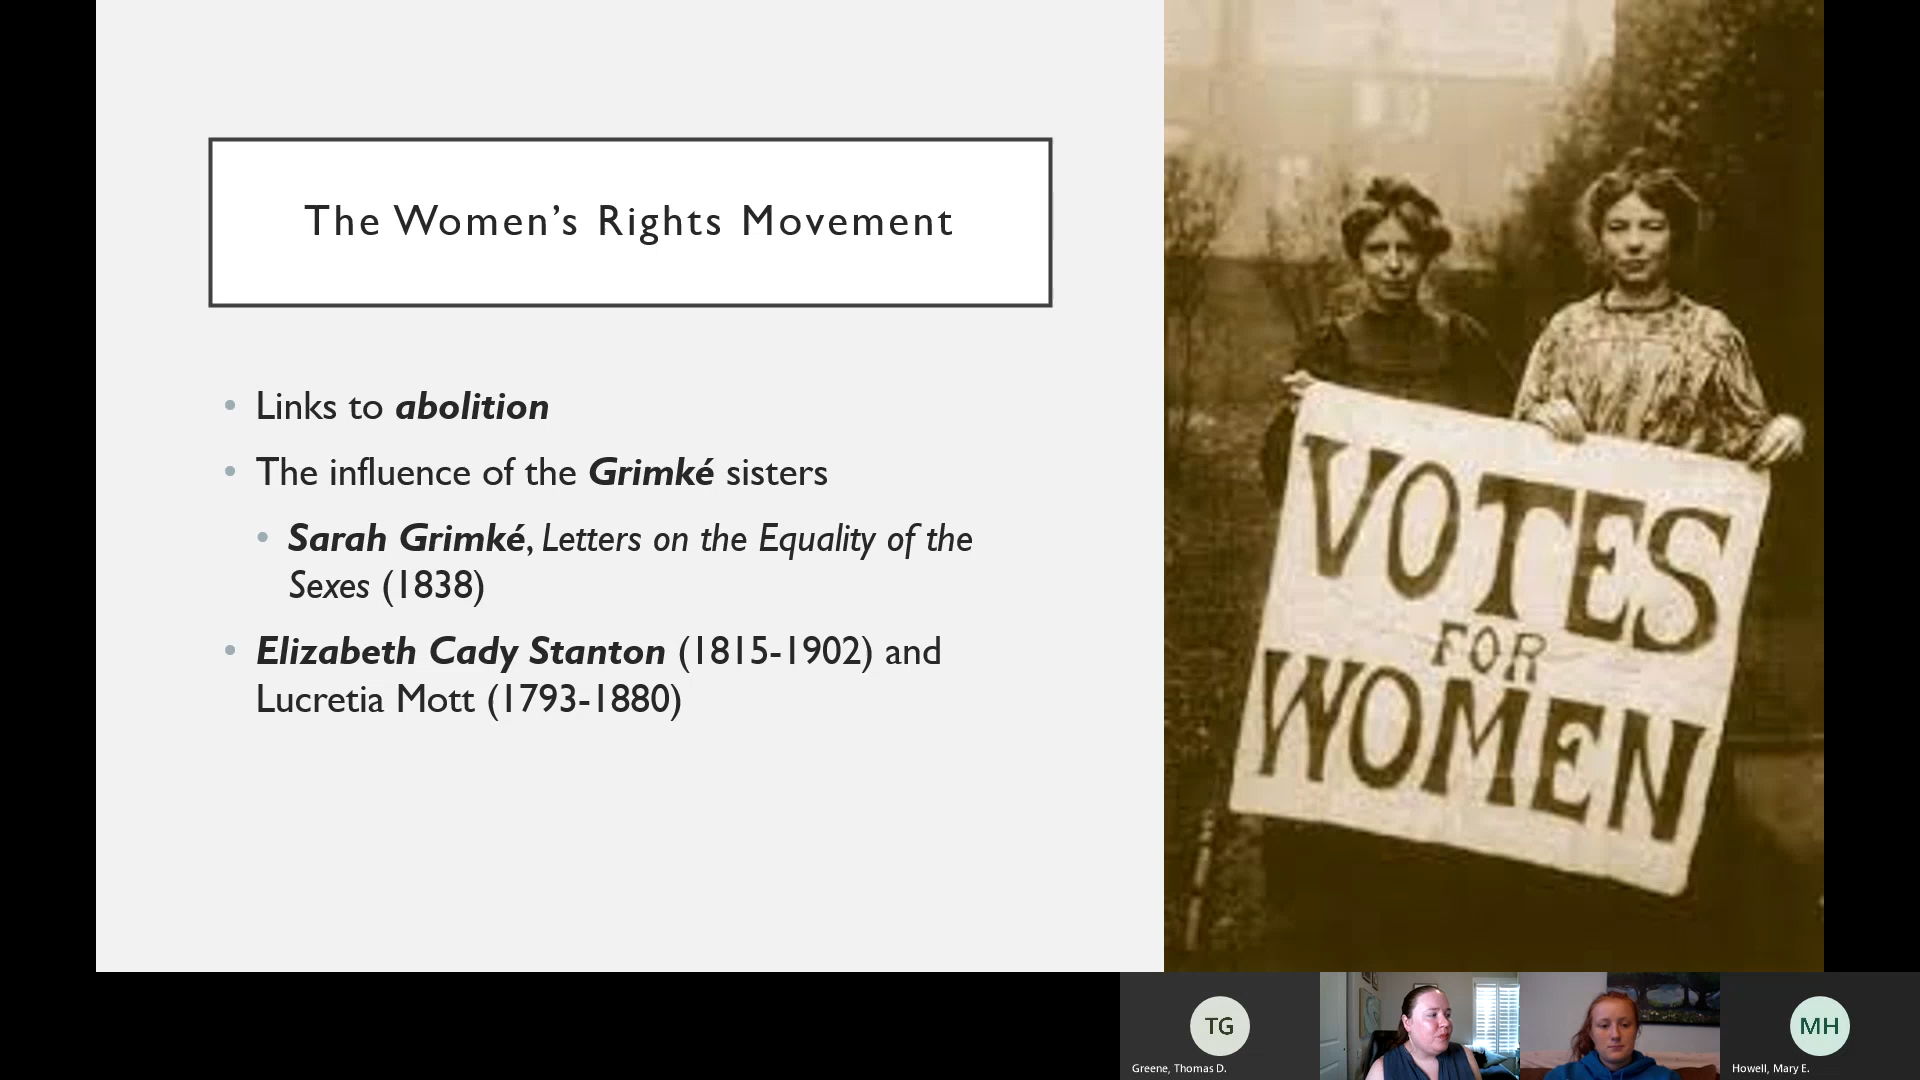 The Women’s Rights Movement
• Links to abolition
• The influence of the Grimké sisters
• Sarah Grimké, Letters on the Equality of the
Sexes (1838)
• Elizabeth Cady Stanton (1815-1902) and
Lucretia Mott (1793-1880)
VOTES
FOR
WOMEN
TG
Greene, Thomas D.
MH
Howell, Mary E.